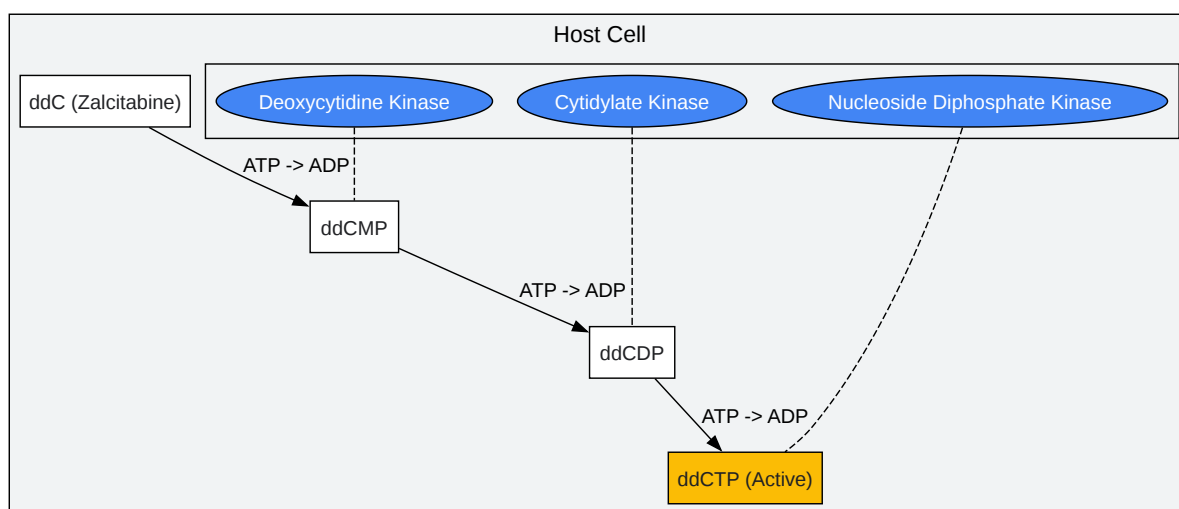 Host Cell
ddC (Zalcitabine)
Deoxycytidine Kinase
Cytidylate Kinase
Nucleoside Diphosphate Kinase
ATP -> ADP
ddCMP
ATP -> ADP
ddCDP
ATP -> ADP
ddCTP (Active)